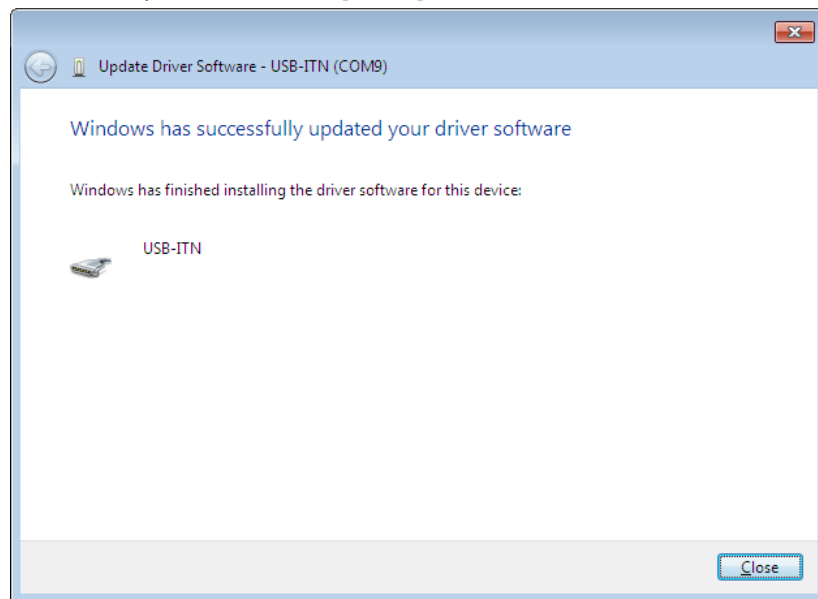 Update Driver Software - USB-ITN (COM9)
Windows has successfully updated your driver software
Windows has finished installing the driver software for this device:
USB-ITN
Close